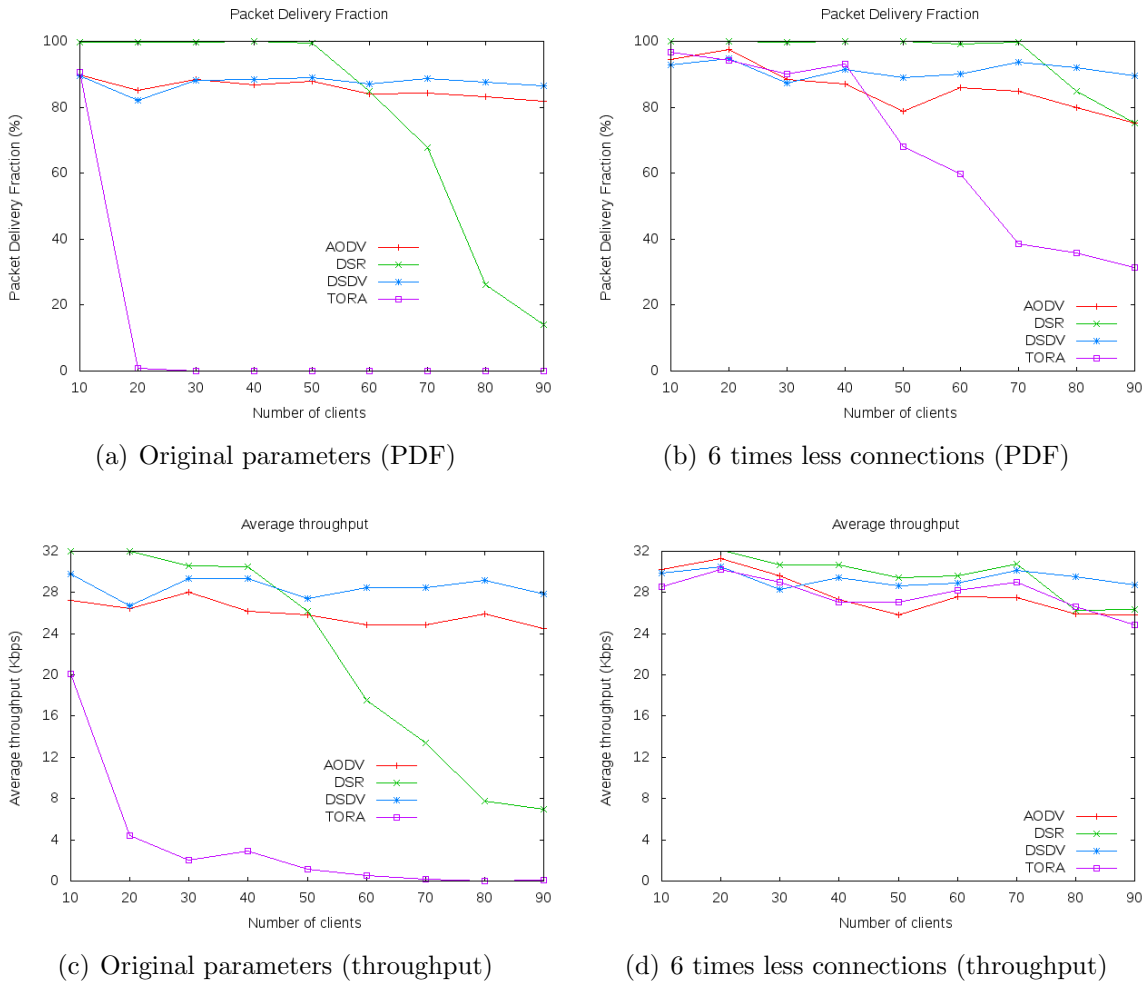 Packet Delivery Fraction
Packet Delivery Fraction (%)
100
80
60
40
20
0
AODV
DSR
DSDV
TORA
10 20 30 40 50 60 70 80 90
Number of clients
(a) Original parameters (PDF)
Packet Delivery Fraction
Packet Delivery Fraction (%)
100
80
60
40
20
0
AODV
DSR
DSDV
TORA
10 20 30 40 50 60 70 80 90
Number of clients
(b) 6 times less connections (PDF)
Average throughput
Average throughput (Kbps)
32
28
24
20
16
12
8
4
0
AODV
DSR
DSDV
TORA
10 20 30 40 50 60 70 80 90
Number of clients
(c) Original parameters (throughput)
Average throughput
Average throughput (Kbps)
32
28
24
20
16
12
8
4
0
AODV
DSR
DSDV
TORA
10 20 30 40 50 60 70 80 90
Number of clients
(d) 6 times less connections (throughput)